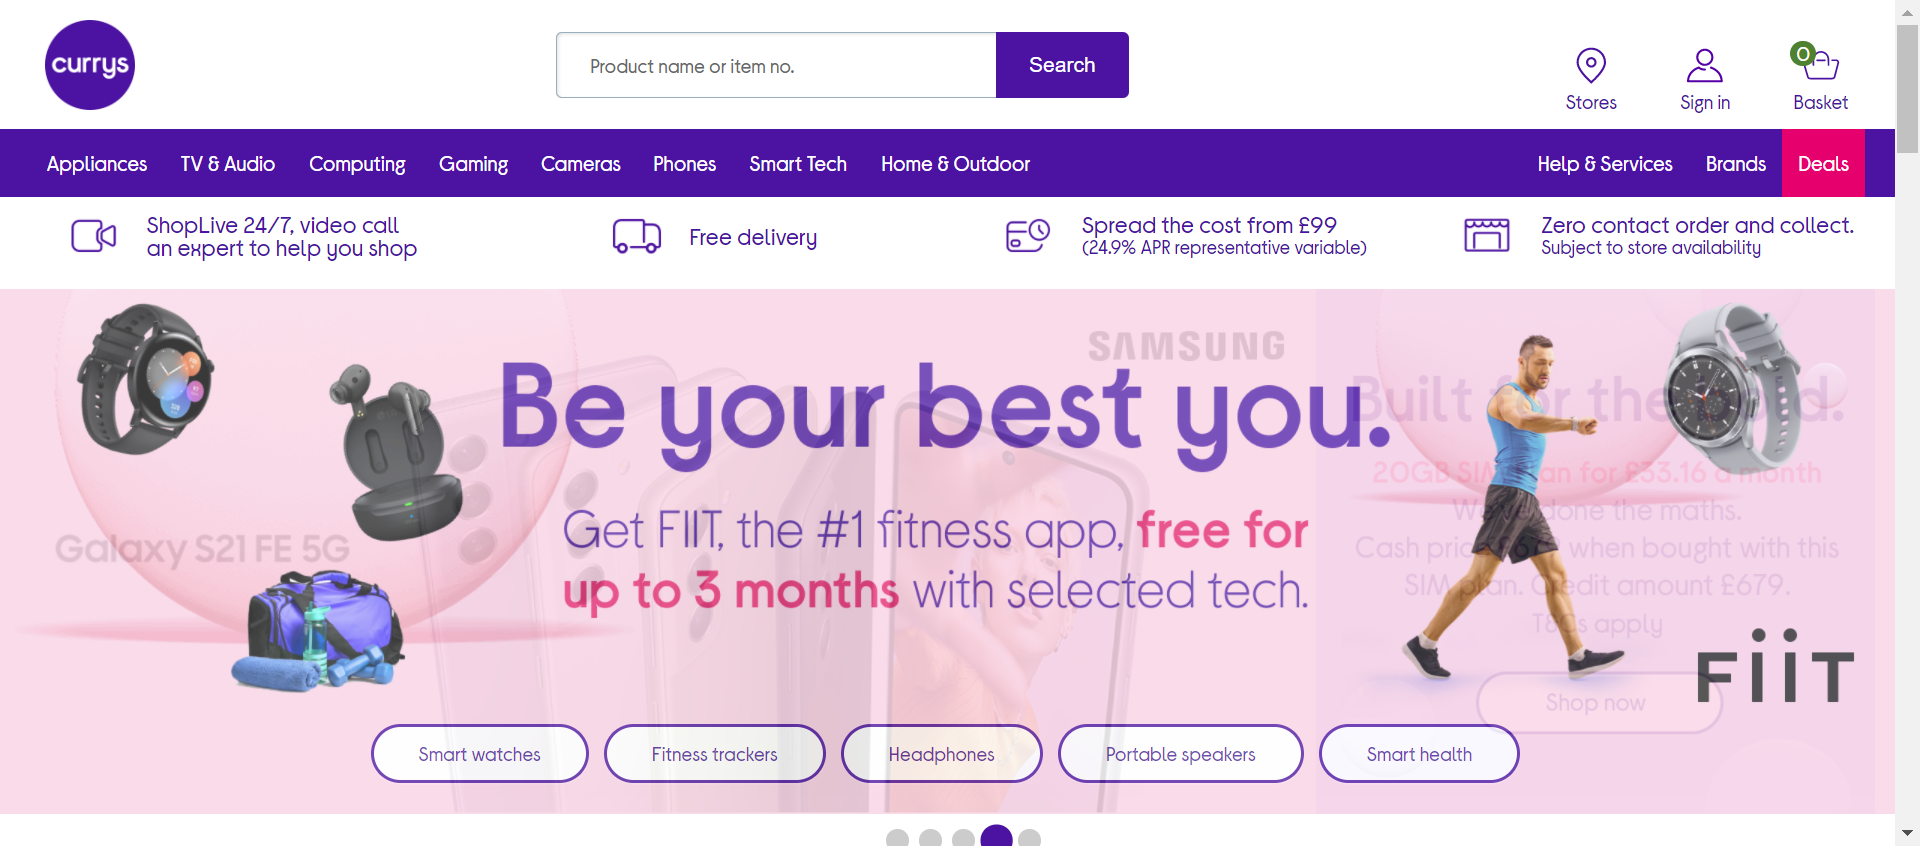 currys
Product name or item no.
Search
Stores
Sign in
0
Basket
Appliances
TV & Audio
Computing
Gaming
Cameras
Phones
Smart Tech
Home & Outdoor
Help & Services
Brands
Deals
ShopLive 24/7, video call
an expert to help you shop
Free delivery
Spread the cost from £99
(24.9% APR representative variable)
Zero contact order and collect.
Subject to store availability
SAMSUNG
Be your best you.
Get FIIT, the #1 fitness app, free for
up to 3 months with selected tech.
Galaxy S21 FE 5G
Built for the
20GB SIM plan for £33.16 a month
We've done the maths.
Cash price £679 when bought with this
SIM plan. Credit amount £679.
T&Cs apply
Shop now
FiiT
Smart watches
Fitness trackers
Headphones
Portable speakers
Smart health